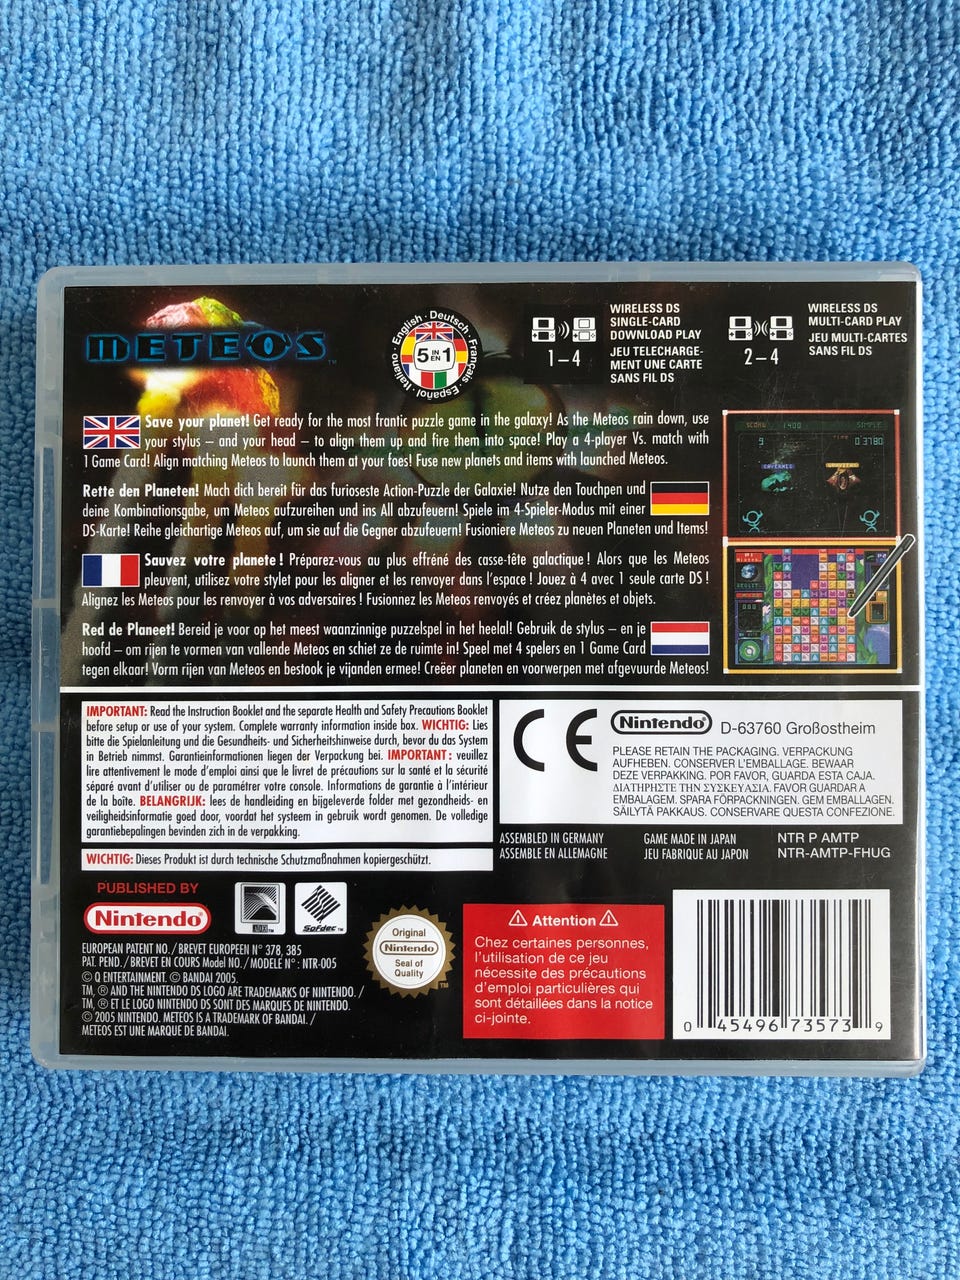 METEOS™
English · Deutsch · Français · Español · Italiano ·
5 IN EN 1
1–4
WIRELESS DS
SINGLE-CARD
DOWNLOAD PLAY
JEU TELECHARGE-
MENT UNE CARTE
SANS FIL DS
2–4
WIRELESS DS
MULTI-CARD PLAY
JEU MULTI-CARTES
SANS FIL DS
Save your planet! Get ready for the most frantic puzzle game in the galaxy! As the Meteos rain down, use
your stylus – and your head – to align them up and fire them into space! Play a 4-player Vs. match with
1 Game Card! Align matching Meteos to launch them at your foes! Fuse new planets and items with launched Meteos.
Rette den Planeten! Mach dich bereit für das furioseste Action-Puzzle der Galaxie! Nutze den Touchpen und
deine Kombinationsgabe, um Meteos aufzureihen und ins All abzufeuern! Spiele im 4-Spieler-Modus mit einer
DS-Karte! Reihe gleichartige Meteos auf, um sie auf die Gegner abzufeuern! Fusioniere Meteos zu neuen Planeten und Items!
Sauvez votre planete ! Préparez-vous au plus effréné des casse-tête galactique ! Alors que les Meteos
pleuvent, utilisez votre stylet pour les aligner et les renvoyer dans l'espace ! Jouez à 4 avec 1 seule carte DS !
Alignez les Meteos pour les renvoyer à vos adversaires ! Fusionnez les Meteos renvoyés et créez planètes et objets.
Red de Planeet! Bereid je voor op het meest waanzinnige puzzelspel in het heelal! Gebruik de stylus – en je
hoofd – om rijen te vormen van vallende Meteos en schiet ze de ruimte in! Speel met 4 spelers en 1 Game Card
tegen elkaar! Vorm rijen van Meteos en bestook je vijanden ermee! Creëer planeten en voorwerpen met afgevuurde Meteos!
SCORE 1400 SIMPLE
9 TIME 0'3780
IMPORTANT: Read the Instruction Booklet and the separate Health and Safety Precautions Booklet
before setup or use of your system. Complete warranty information inside box. WICHTIG: Lies
bitte die Spielanleitung und die Gesundheits- und Sicherheitshinweise durch, bevor du das System
in Betrieb nimmst. Garantieinformationen liegen der Verpackung bei. IMPORTANT : veuillez
lire attentivement le mode d'emploi ainsi que le livret de précautions sur la santé et la sécurité
séparé avant d'utiliser ou de paramétrer votre console. Informations de garantie à l'intérieur
de la boîte. BELANGRIJK: lees de handleiding en bijgeleverde folder met gezondheids- en
veiligheidsinformatie goed door, voordat het systeem in gebruik wordt genomen. De volledige
garantiebepalingen bevinden zich in de verpakking.
WICHTIG: Dieses Produkt ist durch technische Schutzmaßnahmen kopiergeschützt.
CE
Nintendo® D-63760 Großostheim
PLEASE RETAIN THE PACKAGING. VERPACKUNG
AUFHEBEN. CONSERVER L'EMBALLAGE. BEWAAR
DEZE VERPAKKING. POR FAVOR, GUARDA ESTA CAJA.
ΔΙΑΤΗΡΗΣΤΕ ΤΗΝ ΣΥΣΚΕΥΑΣΙΑ. FAVOR GUARDAR A
EMBALAGEM. SPARA FÖRPACKNINGEN. GEM EMBALLAGEN.
SÄILYTÄ PAKKAUS. CONSERVARE QUESTA CONFEZIONE.
ASSEMBLED IN GERMANY
ASSEMBLE EN ALLEMAGNE
GAME MADE IN JAPAN
JEU FABRIQUE AU JAPON
NTR P AMTP
NTR-AMTP-FHUG
PUBLISHED BY
Nintendo®
ADX™
SoFdec™
EUROPEAN PATENT NO. / BREVET EUROPEEN N° 378, 385
PAT. PEND. / BREVET EN COURS Model NO. / MODELE N° : NTR-005
© Q ENTERTAINMENT. © BANDAI 2005.
TM, ® AND THE NINTENDO DS LOGO ARE TRADEMARKS OF NINTENDO. /
TM, ® ET LE LOGO NINTENDO DS SONT DES MARQUES DE NINTENDO.
© 2005 NINTENDO. METEOS IS A TRADEMARK OF BANDAI. /
METEOS EST UNE MARQUE DE BANDAI.
Original
Nintendo®
Seal of
Quality
TM
⚠ Attention ⚠
Chez certaines personnes,
l'utilisation de ce jeu
nécessite des précautions
d'emploi particulières qui
sont détaillées dans la notice
ci-jointe.
0 45496 73573 9